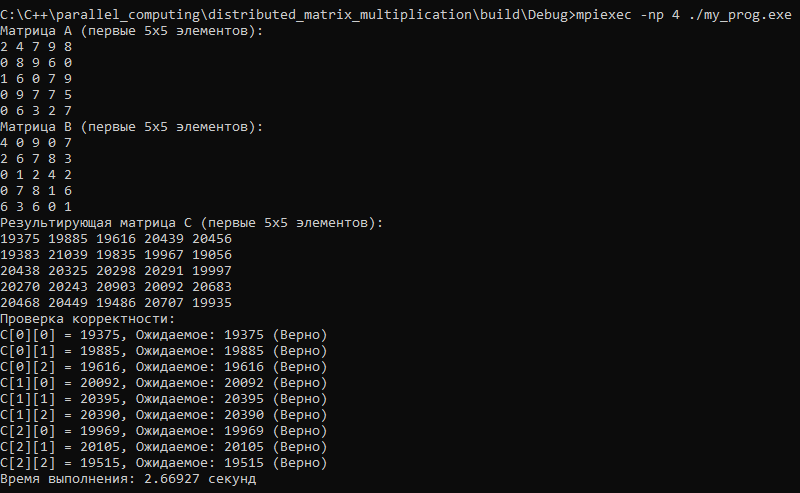 C:\C++\parallel_computing\distributed_matrix_multiplication\build\Debug>mpiexec -np 4 ./my_prog.exe
Матрица A (первые 5x5 элементов):
2 4 7 9 8
0 8 9 6 0
1 6 0 7 9
0 9 7 7 5
0 6 3 2 7
Матрица B (первые 5x5 элементов):
4 0 9 0 7
2 6 7 8 3
0 1 2 4 2
0 7 8 1 6
6 3 6 0 1
Результирующая матрица C (первые 5x5 элементов):
19375 19885 19616 20439 20456
19383 21039 19835 19967 19056
20438 20325 20298 20291 19997
20270 20243 20903 20092 20683
20468 20449 19486 20707 19935
Проверка корректности:
C[0][0] = 19375, Ожидаемое: 19375 (Верно)
C[0][1] = 19885, Ожидаемое: 19885 (Верно)
C[0][2] = 19616, Ожидаемое: 19616 (Верно)
C[1][0] = 20092, Ожидаемое: 20092 (Верно)
C[1][1] = 20395, Ожидаемое: 20395 (Верно)
C[1][2] = 20390, Ожидаемое: 20390 (Верно)
C[2][0] = 19969, Ожидаемое: 19969 (Верно)
C[2][1] = 20105, Ожидаемое: 20105 (Верно)
C[2][2] = 19515, Ожидаемое: 19515 (Верно)
Время выполнения: 2.66927 секунд